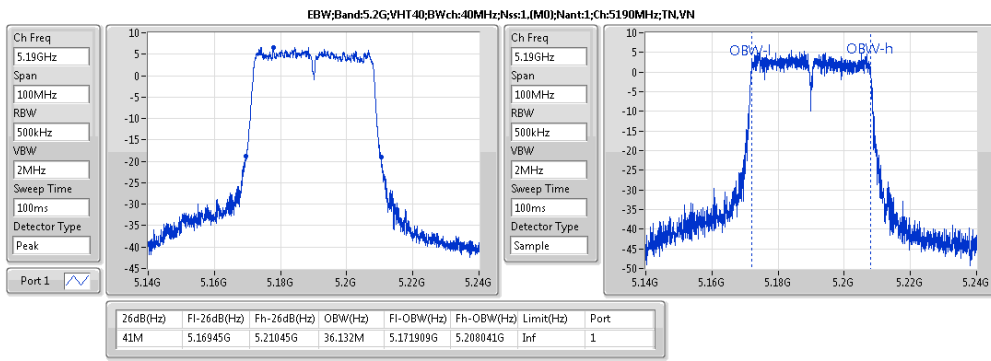 EBW;Band:5.2G;VHT40;BWch:40MHz;Nss:1,(M0);Nant:1;Ch:5190MHz;TN,VN
Ch Freq
5.19GHz
Span
100MHz
RBW
500kHz
VBW
2MHz
Sweep Time
100ms
Detector Type
Peak
Port 1
10-
5-
0-
-5-
-10-
-15-
-20-
-25-
-30-
-35-
-40-
-45-
5.14G 5.16G 5.18G 5.2G 5.22G 5.24G
Ch Freq
5.19GHz
Span
100MHz
RBW
500kHz
VBW
2MHz
Sweep Time
100ms
Detector Type
Sample
10-
5-
0-
-5-
-10-
-15-
-20-
-25-
-30-
-35-
-40-
-45-
-50-
OBW-l OBW-h
5.14G 5.16G 5.18G 5.2G 5.22G 5.24G
26dB(Hz) Fl-26dB(Hz) Fh-26dB(Hz) OBW(Hz) Fl-OBW(Hz) Fh-OBW(Hz) Limit(Hz) Port
41M 5.16945G 5.21045G 36.132M 5.171909G 5.208041G Inf 1